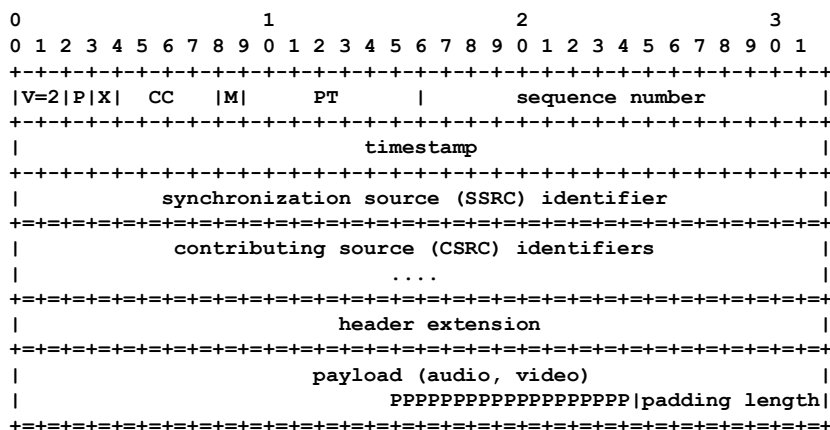 0                   1                   2                   3
0 1 2 3 4 5 6 7 8 9 0 1 2 3 4 5 6 7 8 9 0 1 2 3 4 5 6 7 8 9 0 1
+-+-+-+-+-+-+-+-+-+-+-+-+-+-+-+-+-+-+-+-+-+-+-+-+-+-+-+-+-+-+-+-+
|V=2|P|X|  CC   |M|     PT      |       sequence number         |
+-+-+-+-+-+-+-+-+-+-+-+-+-+-+-+-+-+-+-+-+-+-+-+-+-+-+-+-+-+-+-+-+
|                           timestamp                           |
+-+-+-+-+-+-+-+-+-+-+-+-+-+-+-+-+-+-+-+-+-+-+-+-+-+-+-+-+-+-+-+-+
|           synchronization source (SSRC) identifier            |
+=+=+=+=+=+=+=+=+=+=+=+=+=+=+=+=+=+=+=+=+=+=+=+=+=+=+=+=+=+=+=+=+
|            contributing source (CSRC) identifiers             |
|                             ....                              |
+=+=+=+=+=+=+=+=+=+=+=+=+=+=+=+=+=+=+=+=+=+=+=+=+=+=+=+=+=+=+=+=+
|                         header extension                      |
+=+=+=+=+=+=+=+=+=+=+=+=+=+=+=+=+=+=+=+=+=+=+=+=+=+=+=+=+=+=+=+=+
|                       payload (audio, video)                  |
|                             PPPPPPPPPPPPPPPPPPP|padding length|
+=+=+=+=+=+=+=+=+=+=+=+=+=+=+=+=+=+=+=+=+=+=+=+=+=+=+=+=+=+=+=+=+